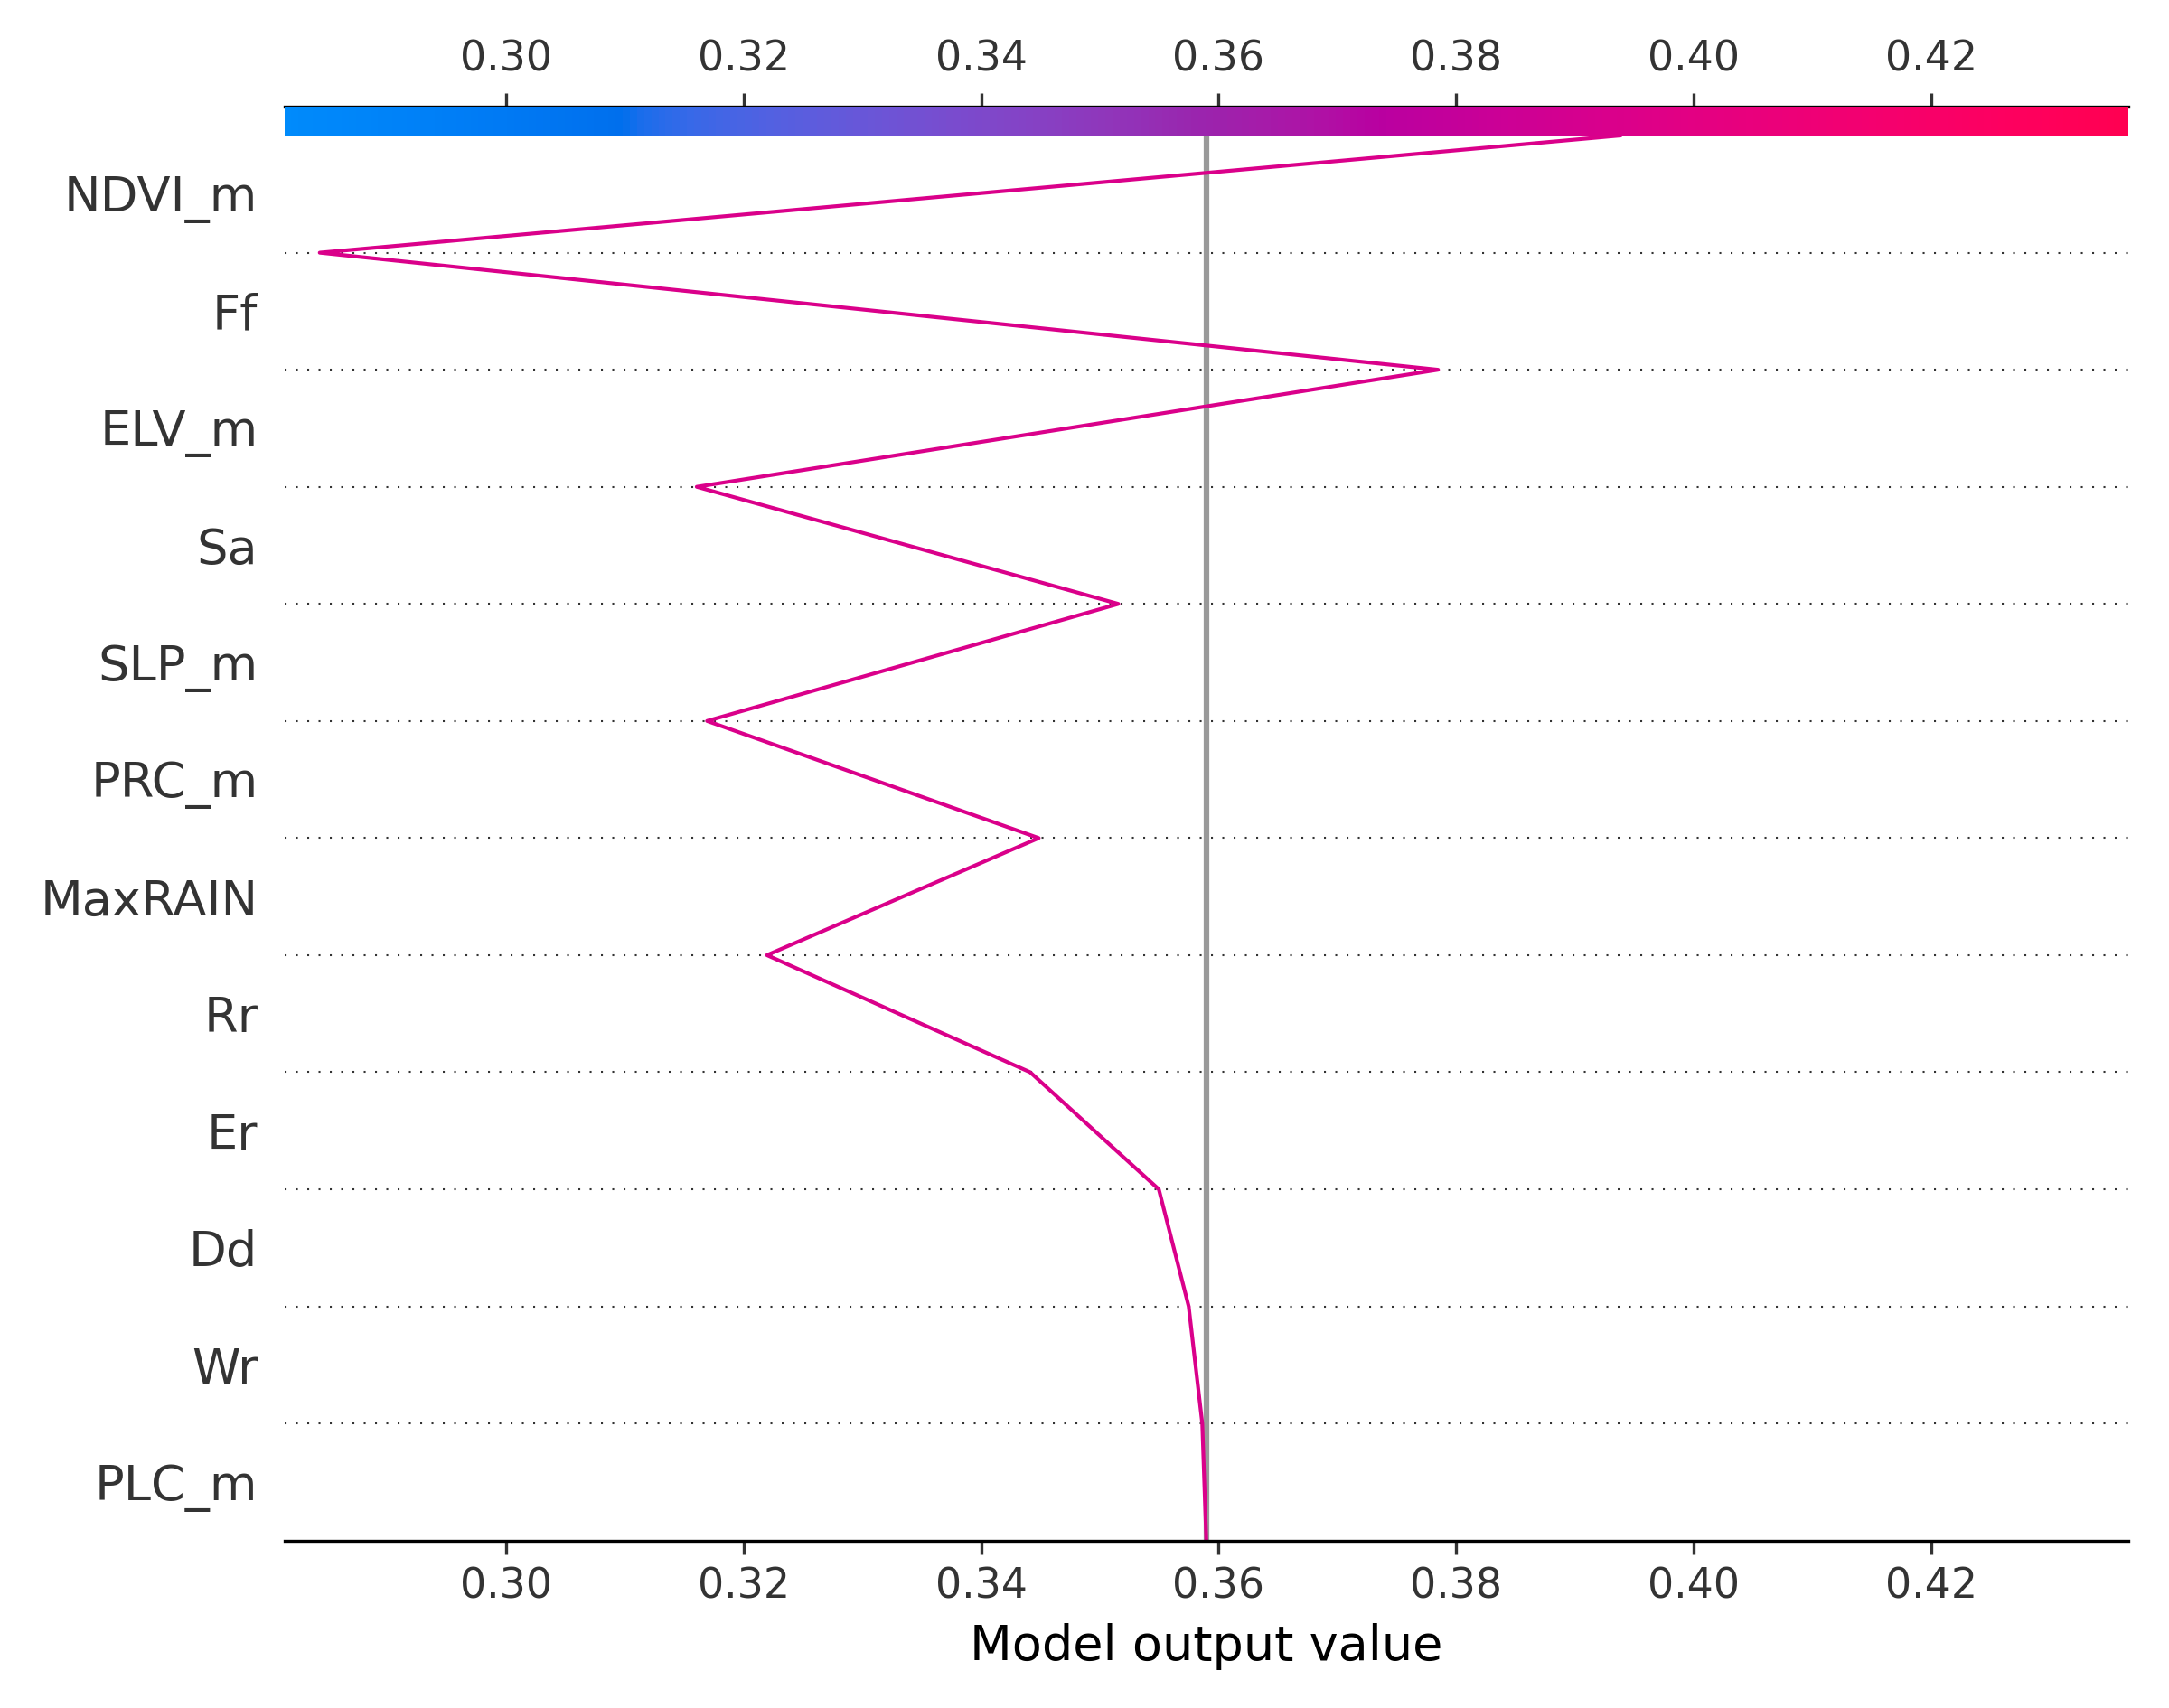 0.30 0.32 0.34 0.36 0.38 0.40 0.42
NDVI_m
Ff
ELV_m
Sa
SLP_m
PRC_m
MaxRAIN
Rr
Er
Dd
Wr
PLC_m
0.30 0.32 0.34 0.36 0.38 0.40 0.42
Model output value